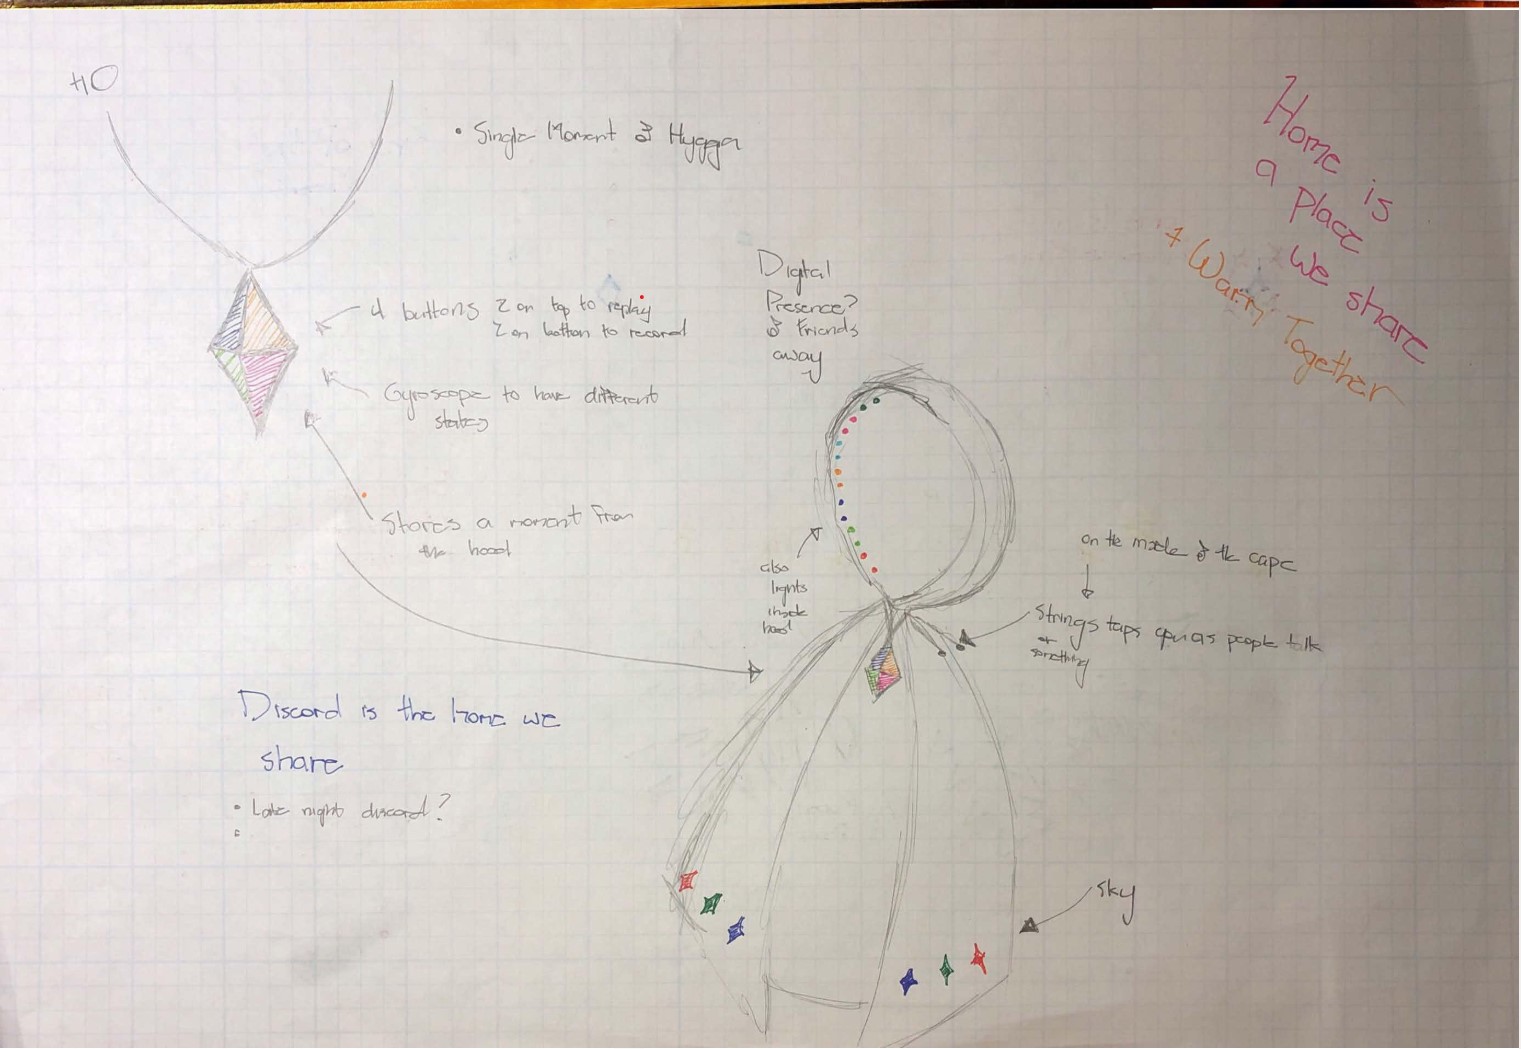 • Single Moment of Hygge
4 buttons 2 on top to replay
2 on bottom to record
Gyroscope to have different
states
Stores a moment from
the hood
Discord is the home we
share
• Late night discord?
Digital
Presence?
of Friends
away
also
lights
inside
hood
on the inside of the cape
Strings taps you as people talk
or
something
sky
Home is
a place
we share
+ Warm Together